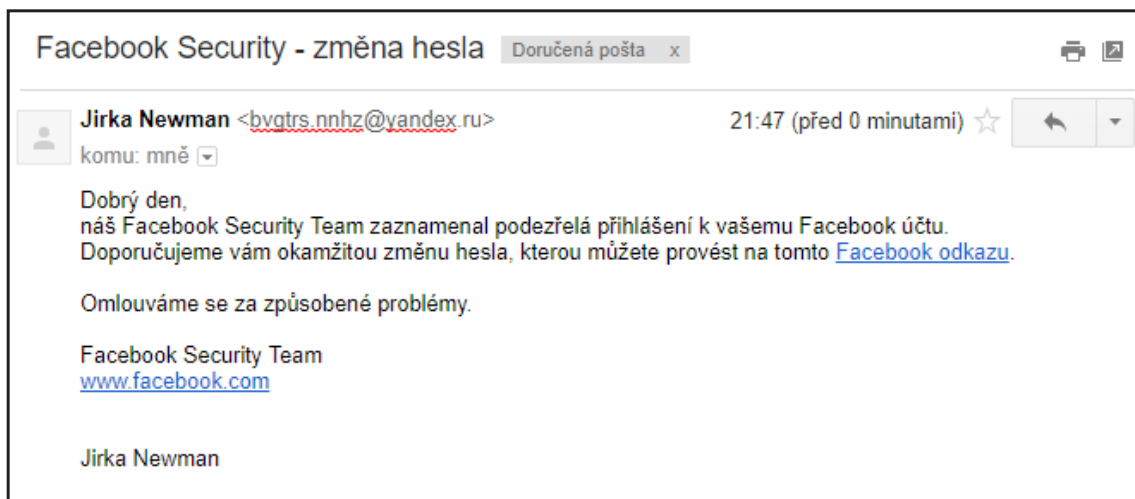 Facebook Security - změna hesla Doručená pošta x
Jirka Newman <bvgtrs.nnhz@yandex.ru> 21:47 (před 0 minutami)
komu: mně
Dobrý den,
náš Facebook Security Team zaznamenal podezřelá přihlášení k vašemu Facebook účtu.
Doporučujeme vám okamžitou změnu hesla, kterou můžete provést na tomto Facebook odkazu.
Omlouváme se za způsobené problémy.
Facebook Security Team
www.facebook.com
Jirka Newman